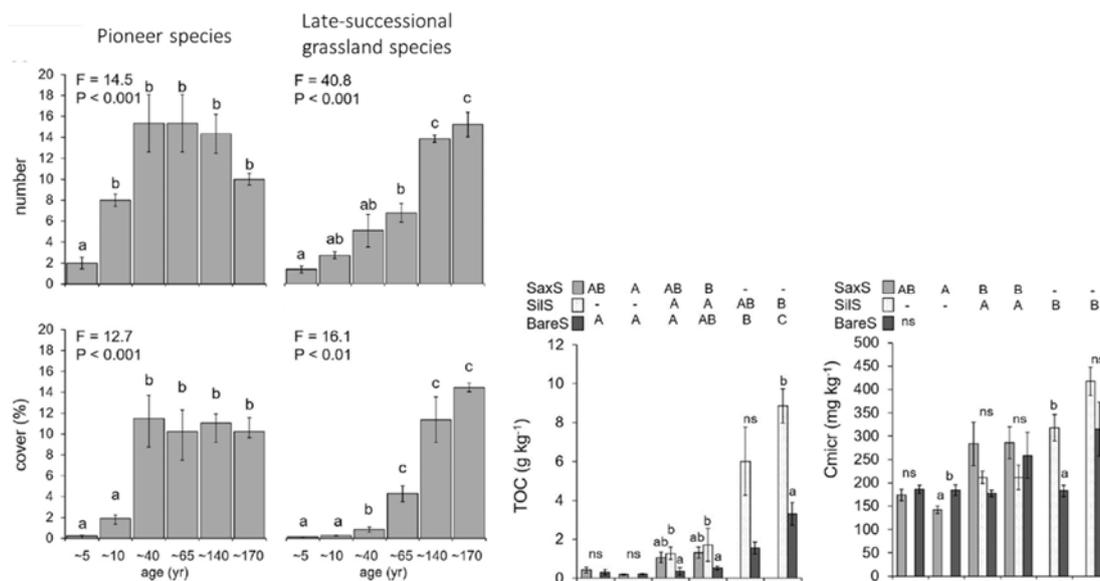 Pioneer species
Late-successional
grassland species
number
20
18
16
14
12
10
8
6
4
2
0
F = 14.5
P < 0.001
a
b
b
b
b
b
F = 40.8
P < 0.001
a
ab
ab
b
c
c
cover (%)
20
18
16
14
12
10
8
6
4
2
0
F = 12.7
P < 0.001
a
a
b
b
b
b
F = 16.1
P < 0.01
a
a
b
c
c
c
~5 ~10 ~40 ~65 ~140 ~170
age (yr)
~5 ~10 ~40 ~65 ~140 ~170
age (yr)
SaxS AB A AB B - -
SilS - - A A AB B
BareS A A A AB B C
TOC (g kg-1)
12
10
8
6
4
2
0
ns
ns
ab b a
ab b a
ns
b a
SaxS AB A B B - -
SilS - - A A B B
BareS ns
Cmicr (mg kg-1)
500
450
400
350
300
250
200
150
100
50
0
ns
a b
ns
ns
b a
ns